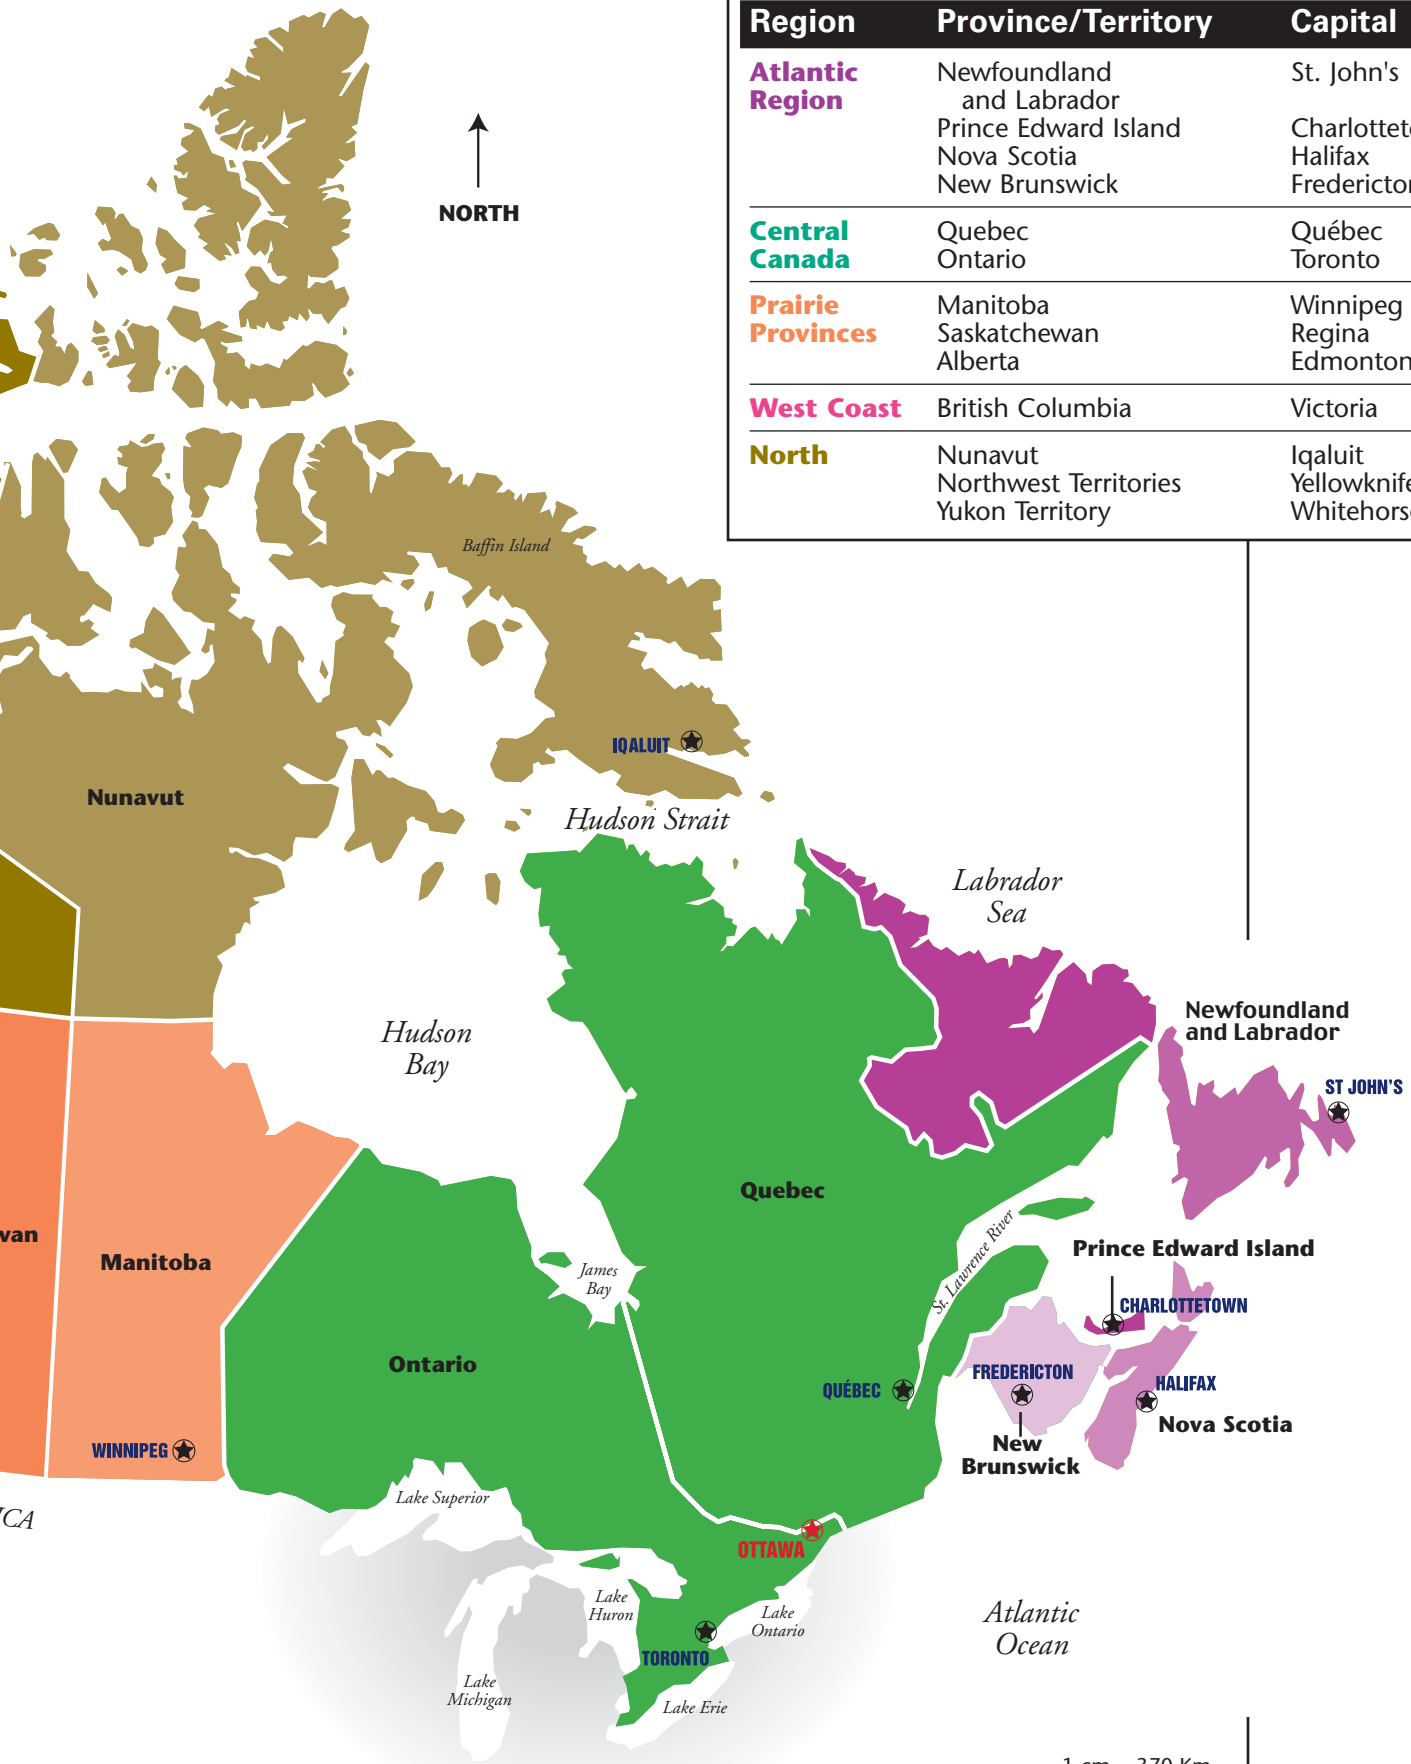 Region Province/Territory Capital
Atlantic Region
Newfoundland and Labrador St. John's
Prince Edward Island
Nova Scotia Halifax
New Brunswick
Central Canada
Quebec Québec
Ontario Toronto
Prairie Provinces
Manitoba Winnipeg
Saskatchewan Regina
Alberta Edmonton
West Coast British Columbia Victoria
North
Nunavut Iqaluit
Northwest Territories
Yukon Territory
NORTH
Baffin Island
IQALUIT
Nunavut
Hudson Strait
Labrador
Sea
Newfoundland
and Labrador
Hudson
Bay
ST JOHN'S
Quebec
van
Manitoba
St. Lawrence River
Prince Edward Island
James
Bay
CHARLOTTETOWN
Ontario
FREDERICTON
QUÉBEC
HALIFAX
Nova Scotia
New
Brunswick
WINNIPEG
Lake Superior
ICA
OTTAWA
Lake
Huron
Lake
Ontario
Atlantic
Ocean
TORONTO
Lake
Michigan
Lake Erie